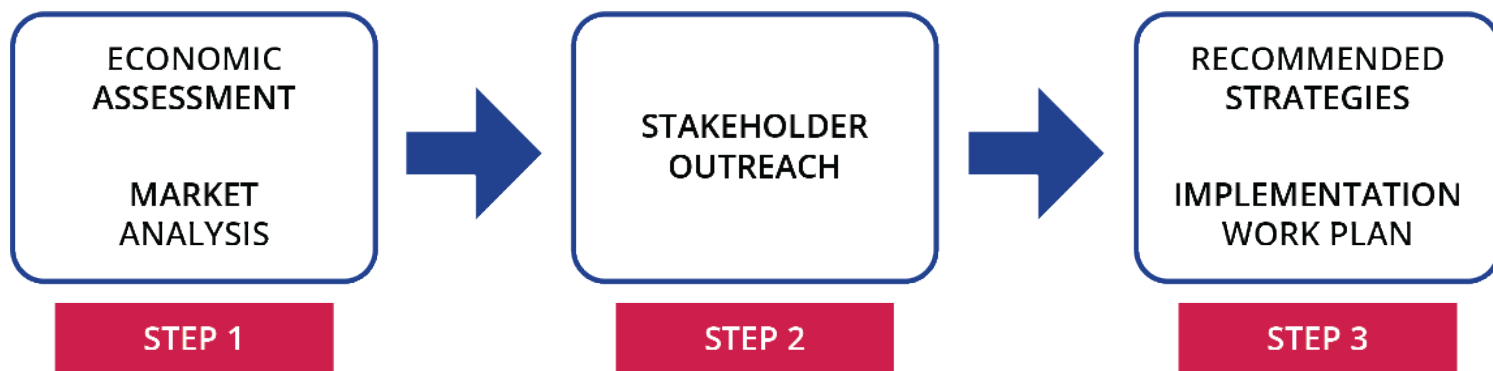 ECONOMIC
ASSESSMENT
MARKET
ANALYSIS
STEP 1
STAKEHOLDER
OUTREACH
STEP 2
RECOMMENDED
STRATEGIES
IMPLEMENTATION
WORK PLAN
STEP 3